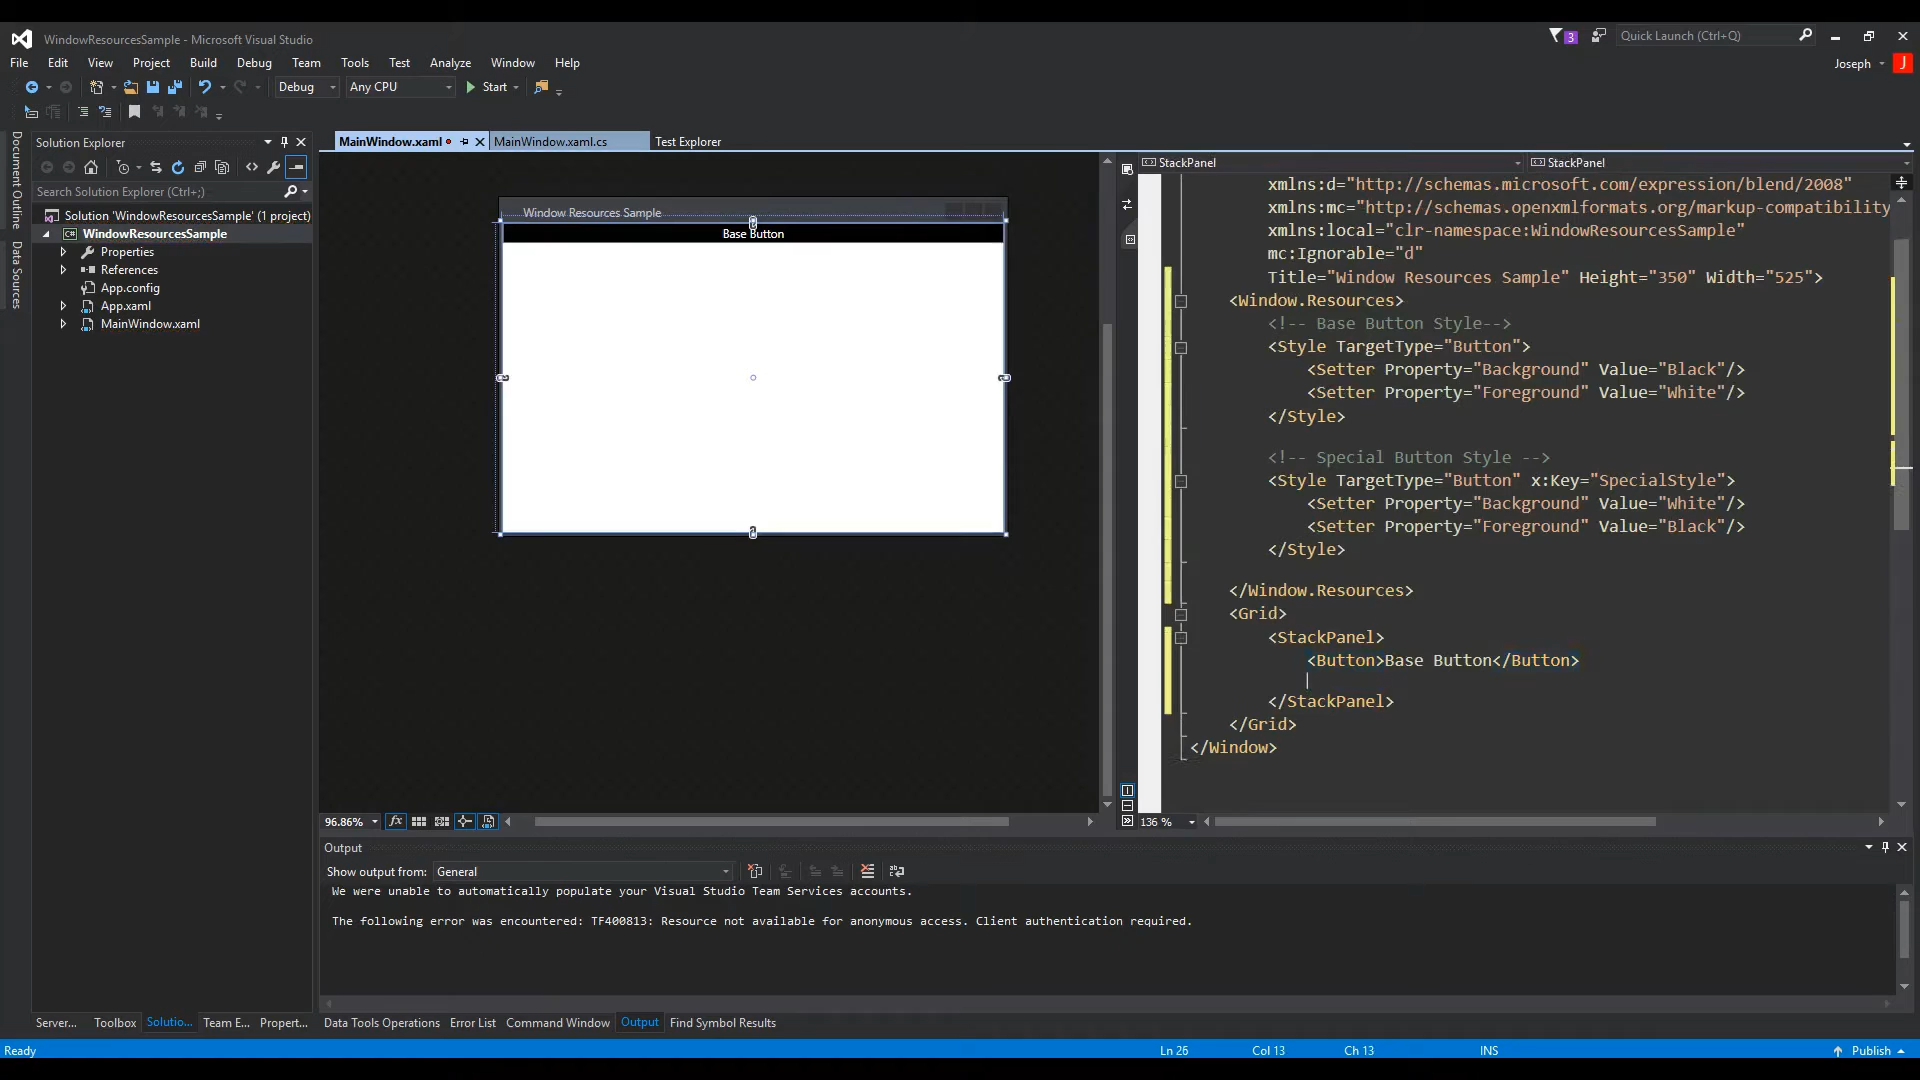 WindowResourcesSample - Microsoft Visual Studio
3
Quick Launch (Ctrl+Q)
File Edit View Project Build Debug Team Tools Test Analyze Window Help
Joseph J
Debug Any CPU Start
Document Outline
Data Sources
Solution Explorer
Search Solution Explorer (Ctrl+;)
Solution 'WindowResourcesSample' (1 project)
C# WindowResourcesSample
Properties
References
App.config
App.xaml
MainWindow.xaml
MainWindow.xaml MainWindow.xaml.cs Test Explorer
Window Resources Sample
Base Button
96.86% fx
StackPanel StackPanel
xmlns:d="http://schemas.microsoft.com/expression/blend/2008"
xmlns:mc="http://schemas.openxmlformats.org/markup-compatibility
xmlns:local="clr-namespace:WindowResourcesSample"
mc:Ignorable="d"
Title="Window Resources Sample" Height="350" Width="525">
<Window.Resources>
<!-- Base Button Style-->
<Style TargetType="Button">
<Setter Property="Background" Value="Black"/>
<Setter Property="Foreground" Value="White"/>
</Style>
<!-- Special Button Style -->
<Style TargetType="Button" x:Key="SpecialStyle">
<Setter Property="Background" Value="White"/>
<Setter Property="Foreground" Value="Black"/>
</Style>
</Window.Resources>
<Grid>
<StackPanel>
<Button>Base Button</Button>
</StackPanel>
</Grid>
</Window>
136 %
Output
Show output from: General
We were unable to automatically populate your Visual Studio Team Services accounts.
The following error was encountered: TF400813: Resource not available for anonymous access. Client authentication required.
Server... Toolbox Solutio... Team E... Propert... Data Tools Operations Error List Command Window Output Find Symbol Results
Ready Ln 26 Col 13 Ch 13 INS Publish